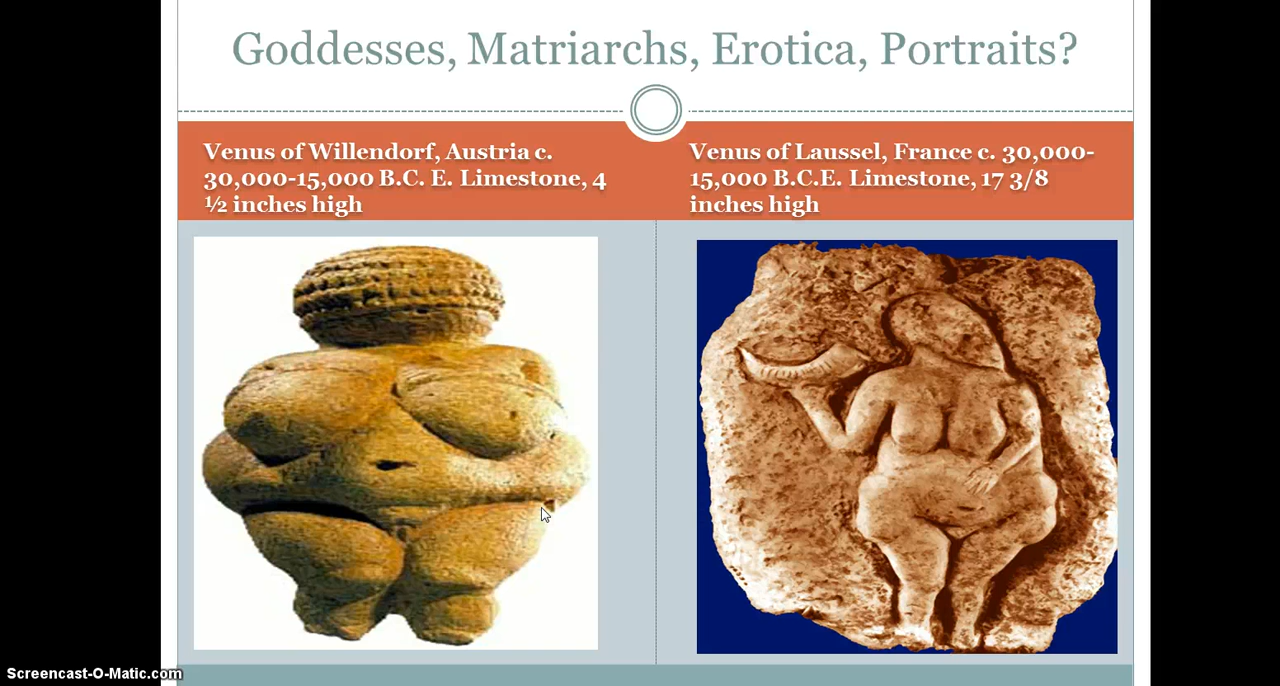 Goddesses, Matriarchs, Erotica, Portraits?
Venus of Willendorf, Austria c.
30,000-15,000 B.C. E. Limestone, 4
½ inches high
Venus of Laussel, France c. 30,000-
15,000 B.C.E. Limestone, 17 3/8
inches high
Screencast-O-Matic.com